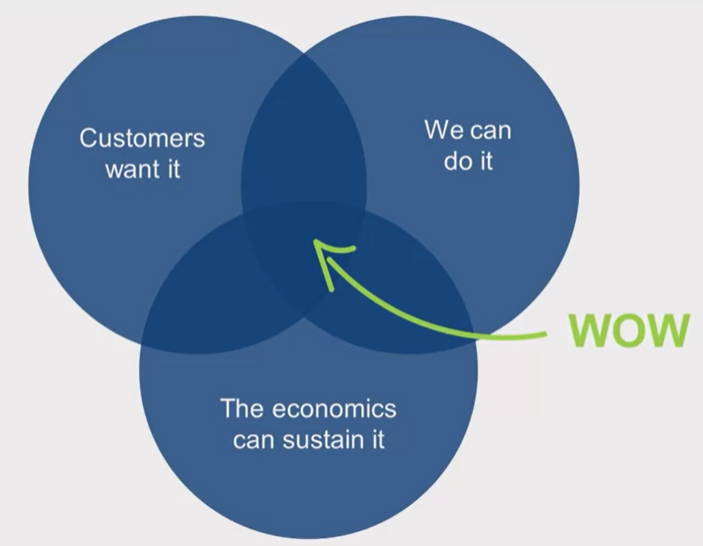 Customers
want it
We can
do it
WOW
The economics
can sustain it